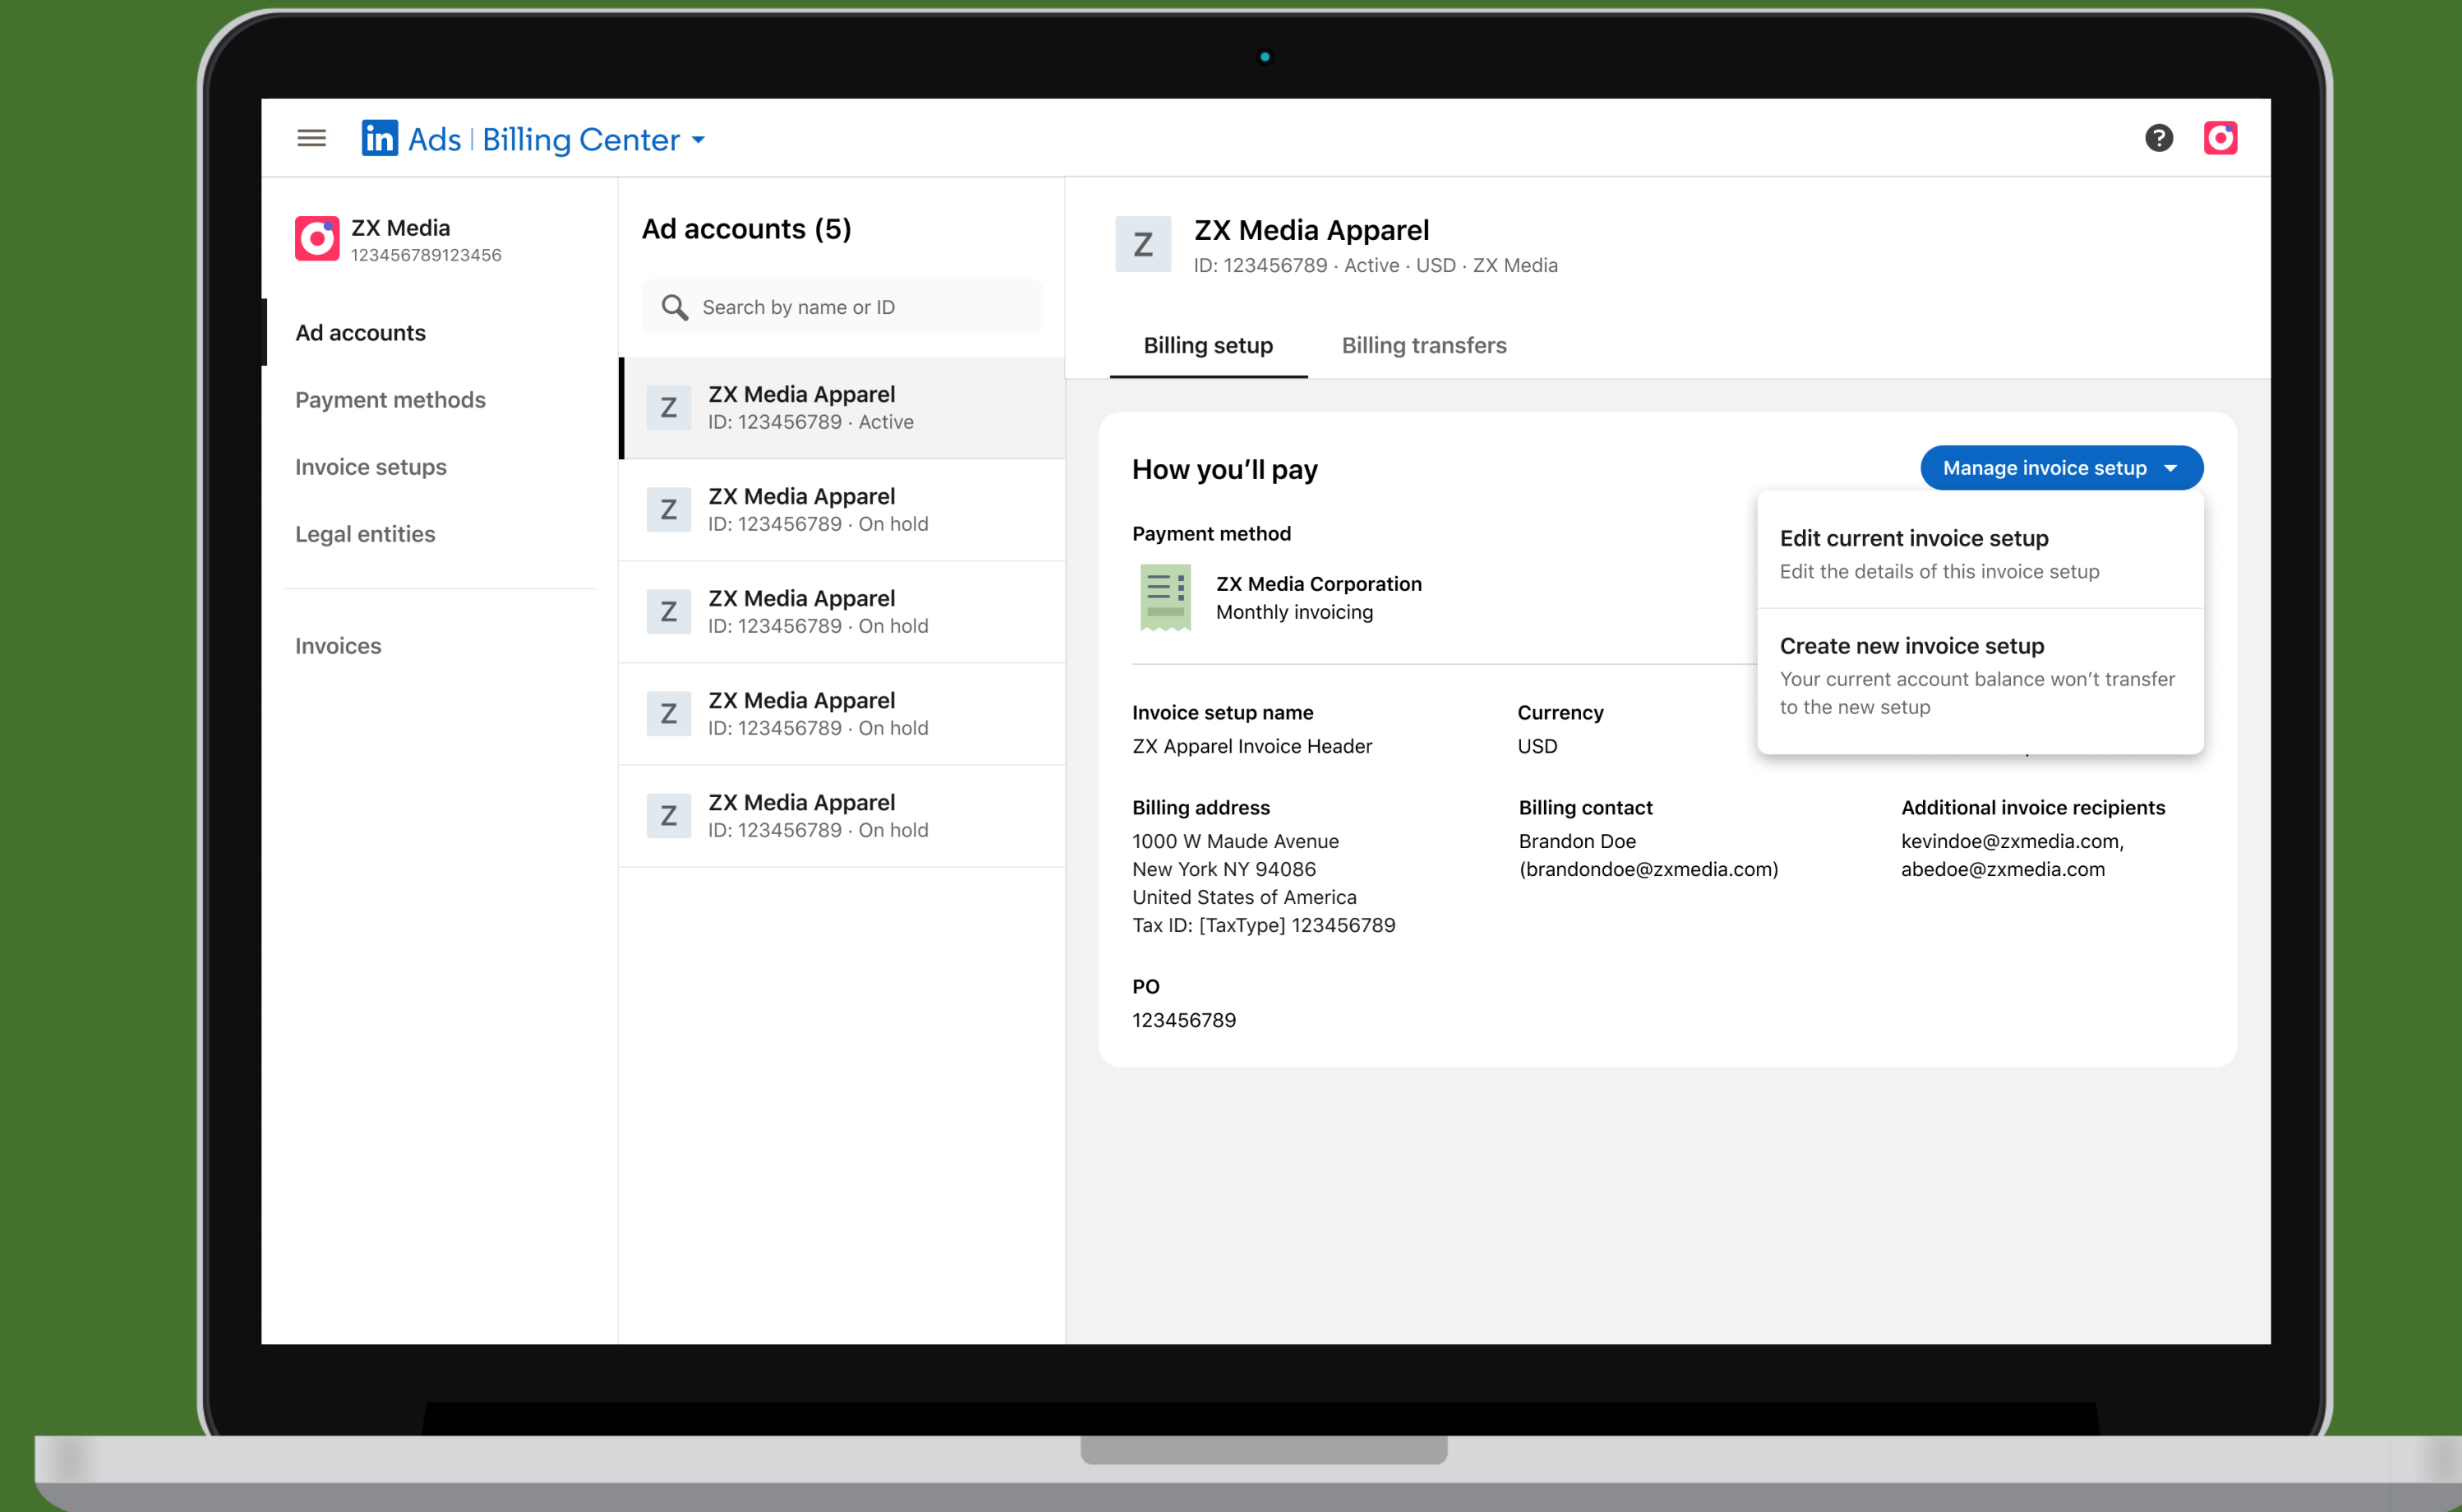 in Ads | Billing Center
?
ZX Media
123456789123456
Ad accounts
Payment methods
Invoice setups
Legal entities
Invoices
Ad accounts (5)
Search by name or ID
Z
ZX Media Apparel
ID: 123456789 · Active
Z
ZX Media Apparel
ID: 123456789 · On hold
Z
ZX Media Apparel
ID: 123456789 · On hold
Z
ZX Media Apparel
ID: 123456789 · On hold
Z
ZX Media Apparel
ID: 123456789 · On hold
Z
ZX Media Apparel
ID: 123456789 · Active · USD · ZX Media
Billing setup
Billing transfers
How you’ll pay
Manage invoice setup
Edit current invoice setup
Edit the details of this invoice setup
Create new invoice setup
Your current account balance won’t transfer
to the new setup
Payment method
ZX Media Corporation
Monthly invoicing
Invoice setup name
ZX Apparel Invoice Header
Currency
USD
Billing address
1000 W Maude Avenue
New York NY 94086
United States of America
Tax ID: [TaxType] 123456789
Billing contact
Brandon Doe
(brandondoe@zxmedia.com)
Additional invoice recipients
kevindoe@zxmedia.com,
abedoe@zxmedia.com
PO
123456789